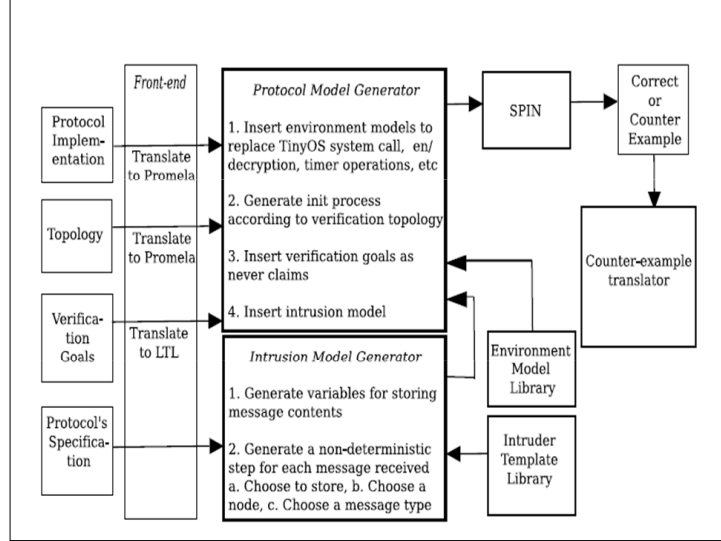 Front-end
Protocol
Implem-
entation
Translate
to Promela
Topology
Translate
to Promela
Verifica-
tion
Goals
Translate
to LTL
Protocol's
Specifica-
tion
Protocol Model Generator
1. Insert environment models to
replace TinyOS system call, en/
decryption, timer operations, etc
2. Generate init process
according to verification topology
3. Insert verification goals as
never claims
4. Insert intrusion model
Intrusion Model Generator
1. Generate variables for storing
message contents
2. Generate a non-deterministic
step for each message received
a. Choose to store, b. Choose a
node, c. Choose a message type
SPIN
Correct
or
Counter
Example
Counter-example
translator
Environment
Model
Library
Intruder
Template
Library